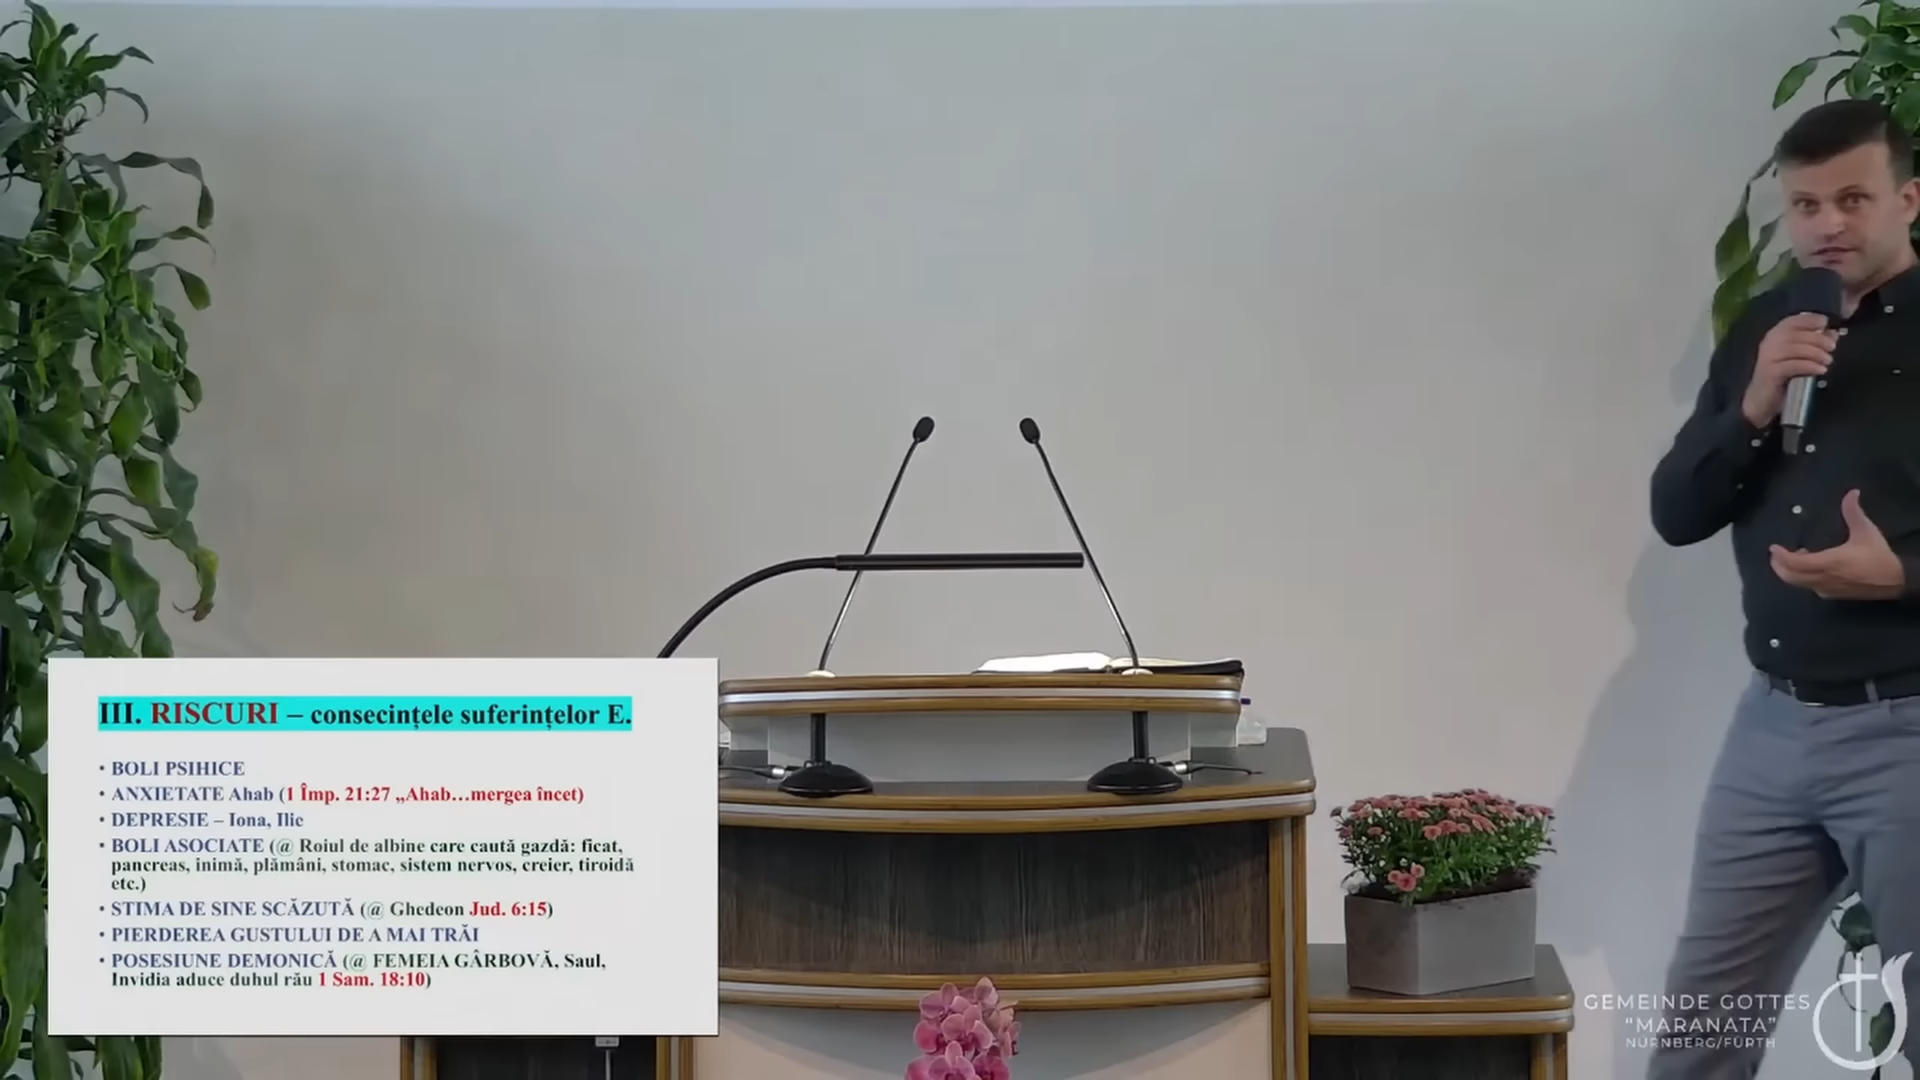 III. RISCURI – consecințele suferințelor E.
• BOLI PSIHICE
• ANXIETATE Ahab (1 Împ. 21:27 „Ahab…mergea încet)
• DEPRESIE – Iona, Ilie
• BOLI ASOCIATE (@ Roiul de albine care caută gazdă: ficat,
pancreas, inimă, plămâni, stomac, sistem nervos, creier, tiroidă
etc.)
• STIMA DE SINE SCĂZUTĂ (@ Ghedeon Jud. 6:15)
• PIERDEREA GUSTULUI DE A MAI TRĂI
• POSESIUNE DEMONICĂ (@ FEMEIA GÂRBOVĂ, Saul,
Invidia aduce duhul rău 1 Sam. 18:10)
GEMEINDE GOTTES
"MARANATA"
NÜRNBERG/FÜRTH